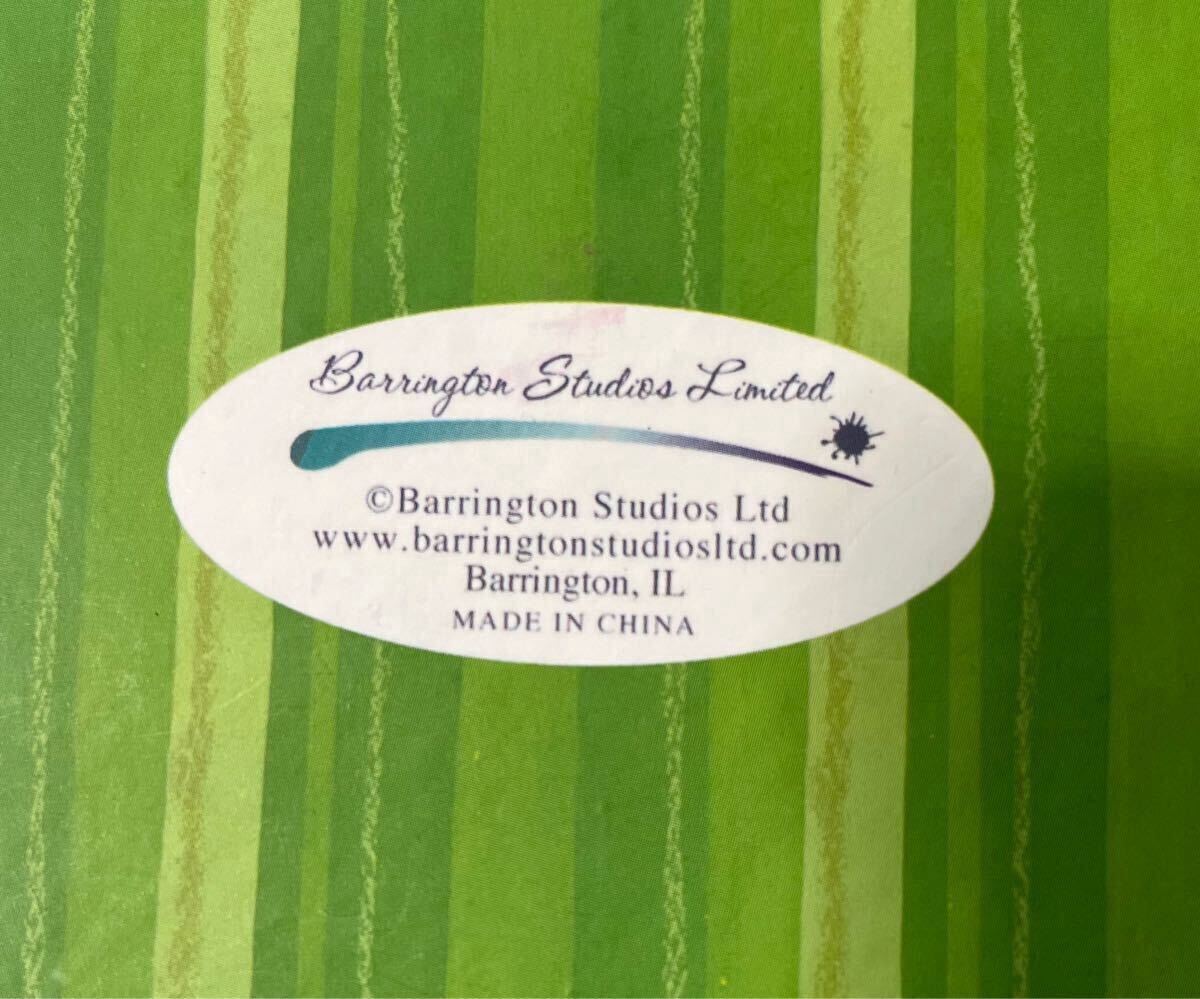 Barrington Studios Limited
©Barrington Studios Ltd
www.barringtonstudiosltd.com
Barrington, IL
MADE IN CHINA